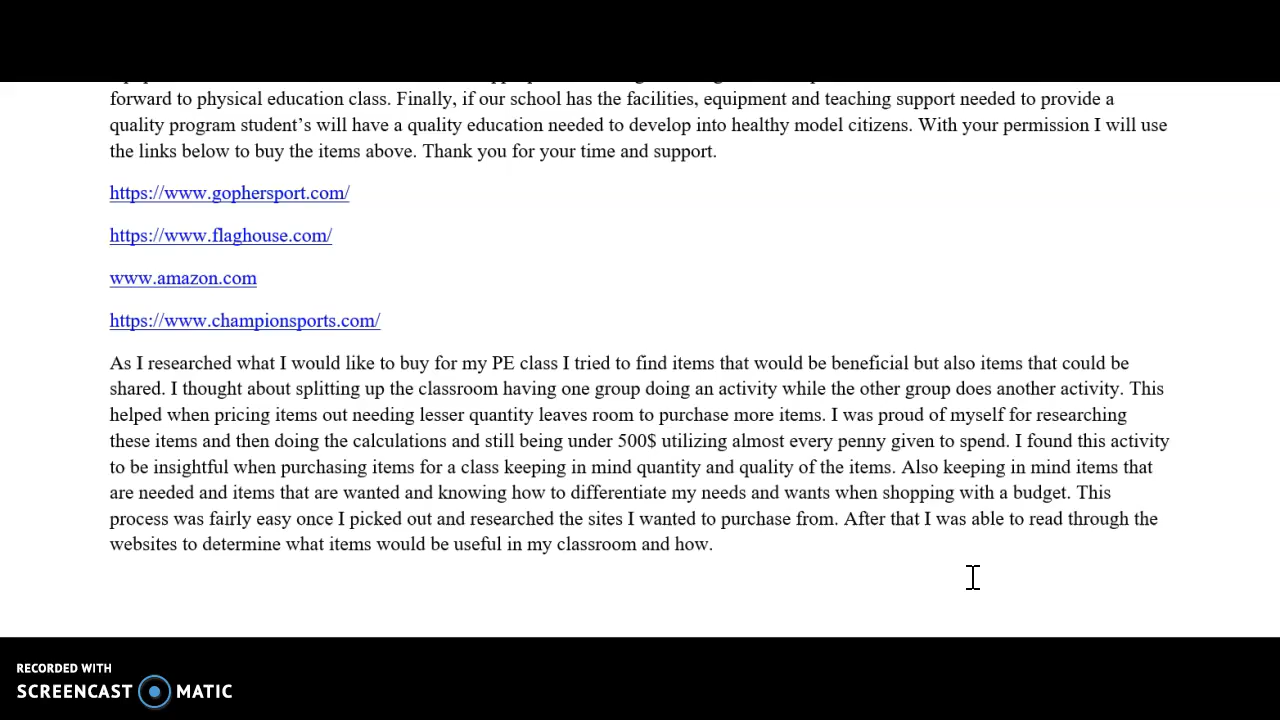 forward to physical education class. Finally, if our school has the facilities, equipment and teaching support needed to provide a
quality program student’s will have a quality education needed to develop into healthy model citizens. With your permission I will use
the links below to buy the items above. Thank you for your time and support.
https://www.gophersport.com/
https://www.flaghouse.com/
www.amazon.com
https://www.championsports.com/
As I researched what I would like to buy for my PE class I tried to find items that would be beneficial but also items that could be
shared. I thought about splitting up the classroom having one group doing an activity while the other group does another activity. This
helped when pricing items out needing lesser quantity leaves room to purchase more items. I was proud of myself for researching
these items and then doing the calculations and still being under 500$ utilizing almost every penny given to spend. I found this activity
to be insightful when purchasing items for a class keeping in mind quantity and quality of the items. Also keeping in mind items that
are needed and items that are wanted and knowing how to differentiate my needs and wants when shopping with a budget. This
process was fairly easy once I picked out and researched the sites I wanted to purchase from. After that I was able to read through the
websites to determine what items would be useful in my classroom and how.
RECORDED WITH
SCREENCAST MATIC